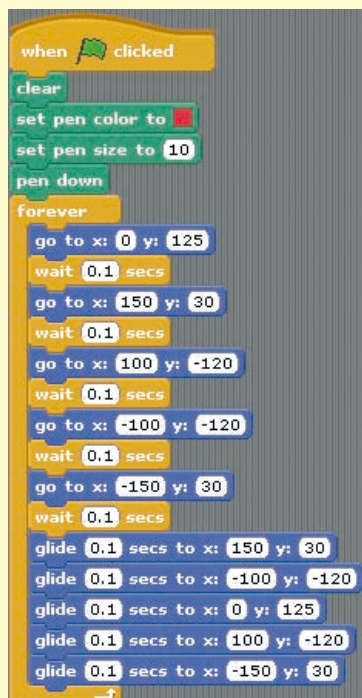 when clicked
clear
set pen color to
set pen size to 10
pen down
forever
go to x: 0 y: 125
wait 0.1 secs
go to x: 150 y: 30
wait 0.1 secs
go to x: 100 y: -120
wait 0.1 secs
go to x: -100 y: -120
wait 0.1 secs
go to x: -150 y: 30
wait 0.1 secs
glide 0.1 secs to x: 150 y: 30
glide 0.1 secs to x: -100 y: -120
glide 0.1 secs to x: 0 y: 125
glide 0.1 secs to x: 100 y: -120
glide 0.1 secs to x: -150 y: 30